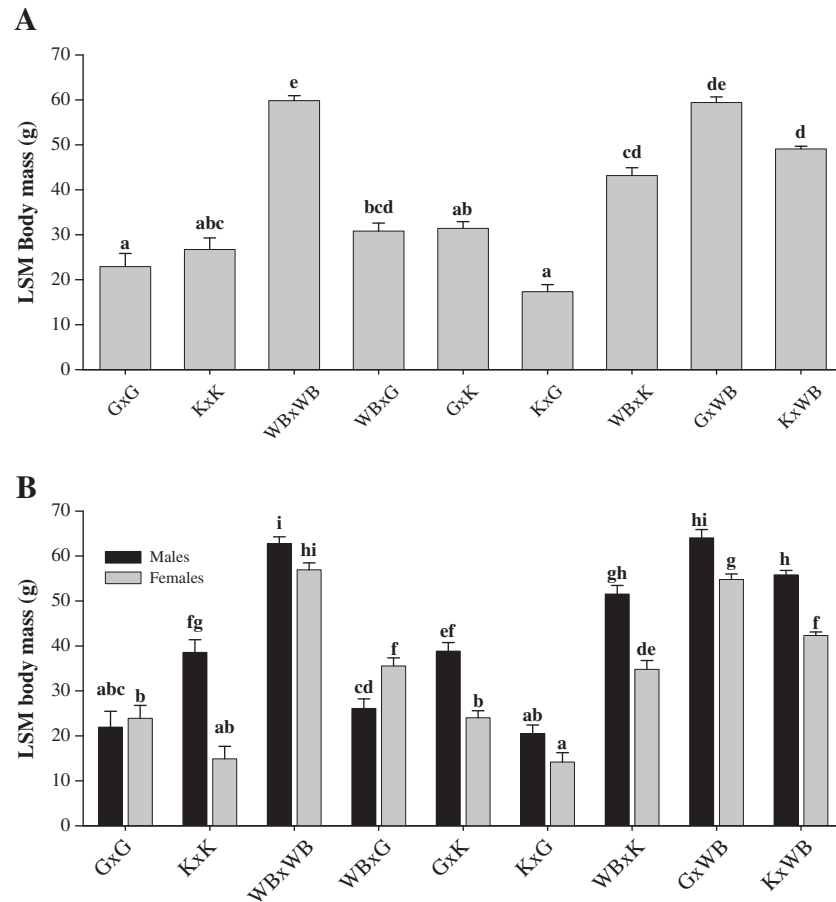 A
LSM Body mass (g)
70
60
50
40
30
20
10
0
a
abc
e
bcd
ab
a
cd
de
d
GxG
KxK
WBxWB
WBxG
GxK
KxG
WBxK
GxWB
KxWB
B
LSM body mass (g)
70
60
50
40
30
20
10
0
Males
Females
abc
b
fg
ab
i
hi
cd
f
ef
b
ab
a
gh
de
hi
g
h
f
GxG
KxK
WBxWB
WBxG
GxK
KxG
WBxK
GxWB
KxWB